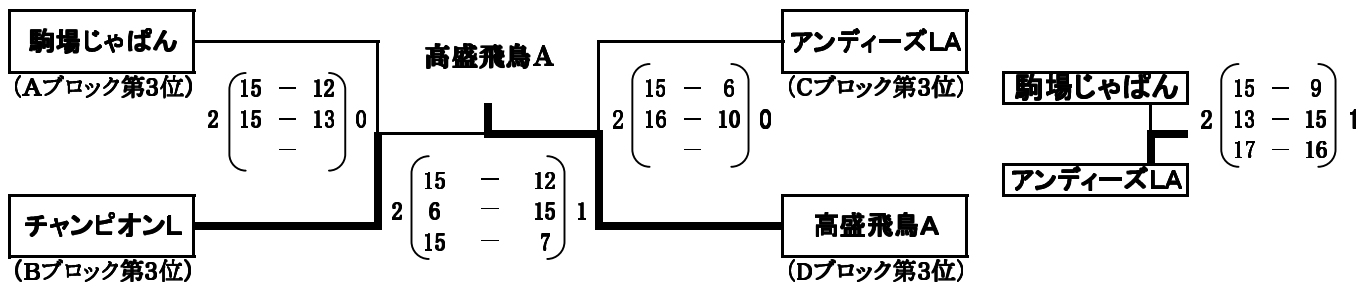 駒場じゃぱん
(Aブロック第3位)
2 15 － 12 0
15 － 13
－
チャンピオンL
(Bブロック第3位)
高盛飛鳥A
2 15 － 12 1
6 － 15
15 － 7
アンディーズLA
(Cブロック第3位)
2 15 － 6 0
16 － 10
－
高盛飛鳥A
(Dブロック第3位)
駒場じゃぱん
2 15 － 9 1
13 － 15
17 － 16
アンディーズLA